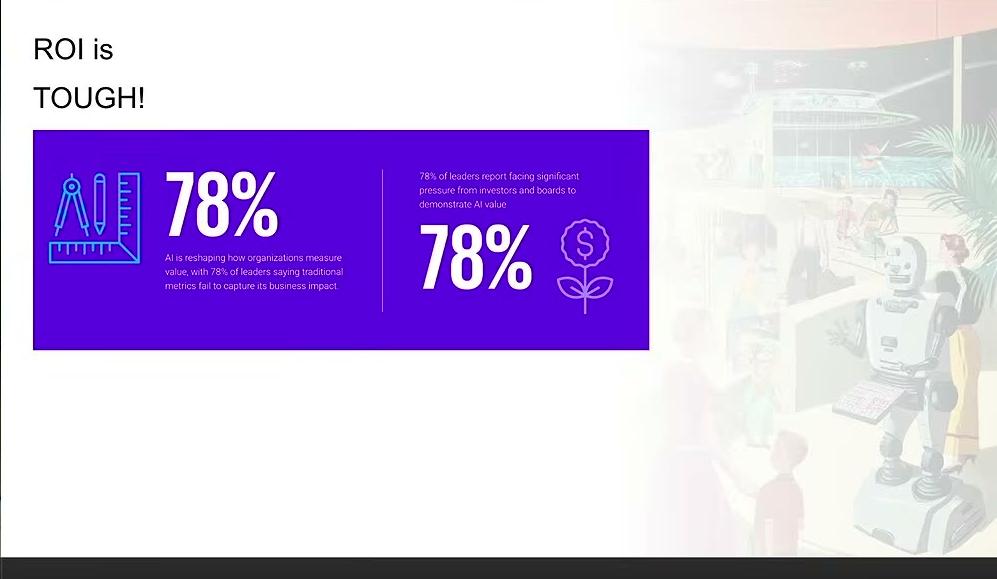 ROI is
TOUGH!
78%
AI is reshaping how organizations measure
value, with 78% of leaders saying traditional
metrics fail to capture its business impact.
78% of leaders report facing significant
pressure from investors and boards to
demonstrate AI value
78%
$